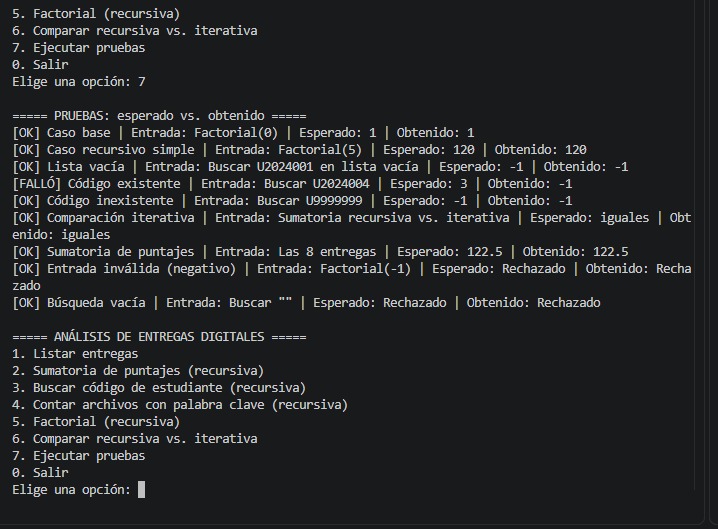 5. Factorial (recursiva)
6. Comparar recursiva vs. iterativa
7. Ejecutar pruebas
0. Salir
Elige una opción: 7
===== PRUEBAS: esperado vs. obtenido =====
[OK] Caso base | Entrada: Factorial(0) | Esperado: 1 | Obtenido: 1
[OK] Caso recursivo simple | Entrada: Factorial(5) | Esperado: 120 | Obtenido: 120
[OK] Lista vacía | Entrada: Buscar U2024001 en lista vacía | Esperado: -1 | Obtenido: -1
[FALLÓ] Código existente | Entrada: Buscar U2024004 | Esperado: 3 | Obtenido: -1
[OK] Código inexistente | Entrada: Buscar U9999999 | Esperado: -1 | Obtenido: -1
[OK] Comparación iterativa | Entrada: Sumatoria recursiva vs. iterativa | Esperado: iguales | Obt
enido: iguales
[OK] Sumatoria de puntajes | Entrada: Las 8 entregas | Esperado: 122.5 | Obtenido: 122.5
[OK] Entrada inválida (negativo) | Entrada: Factorial(-1) | Esperado: Rechazado | Obtenido: Recha
zado
[OK] Búsqueda vacía | Entrada: Buscar "" | Esperado: Rechazado | Obtenido: Rechazado
===== ANÁLISIS DE ENTREGAS DIGITALES =====
1. Listar entregas
2. Sumatoria de puntajes (recursiva)
3. Buscar código de estudiante (recursiva)
4. Contar archivos con palabra clave (recursiva)
5. Factorial (recursiva)
6. Comparar recursiva vs. iterativa
7. Ejecutar pruebas
0. Salir
Elige una opción: